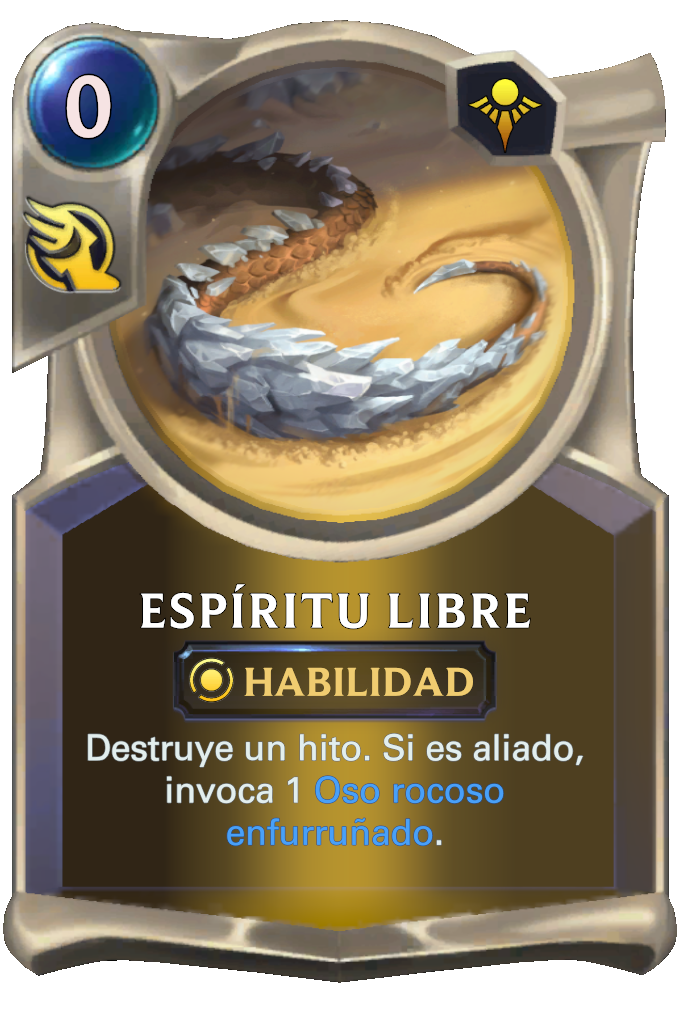 0
ESPÍRITU LIBRE
HABILIDAD
Destruye un hito. Si es aliado,
invoca 1 Oso rocoso
enfurruñado.